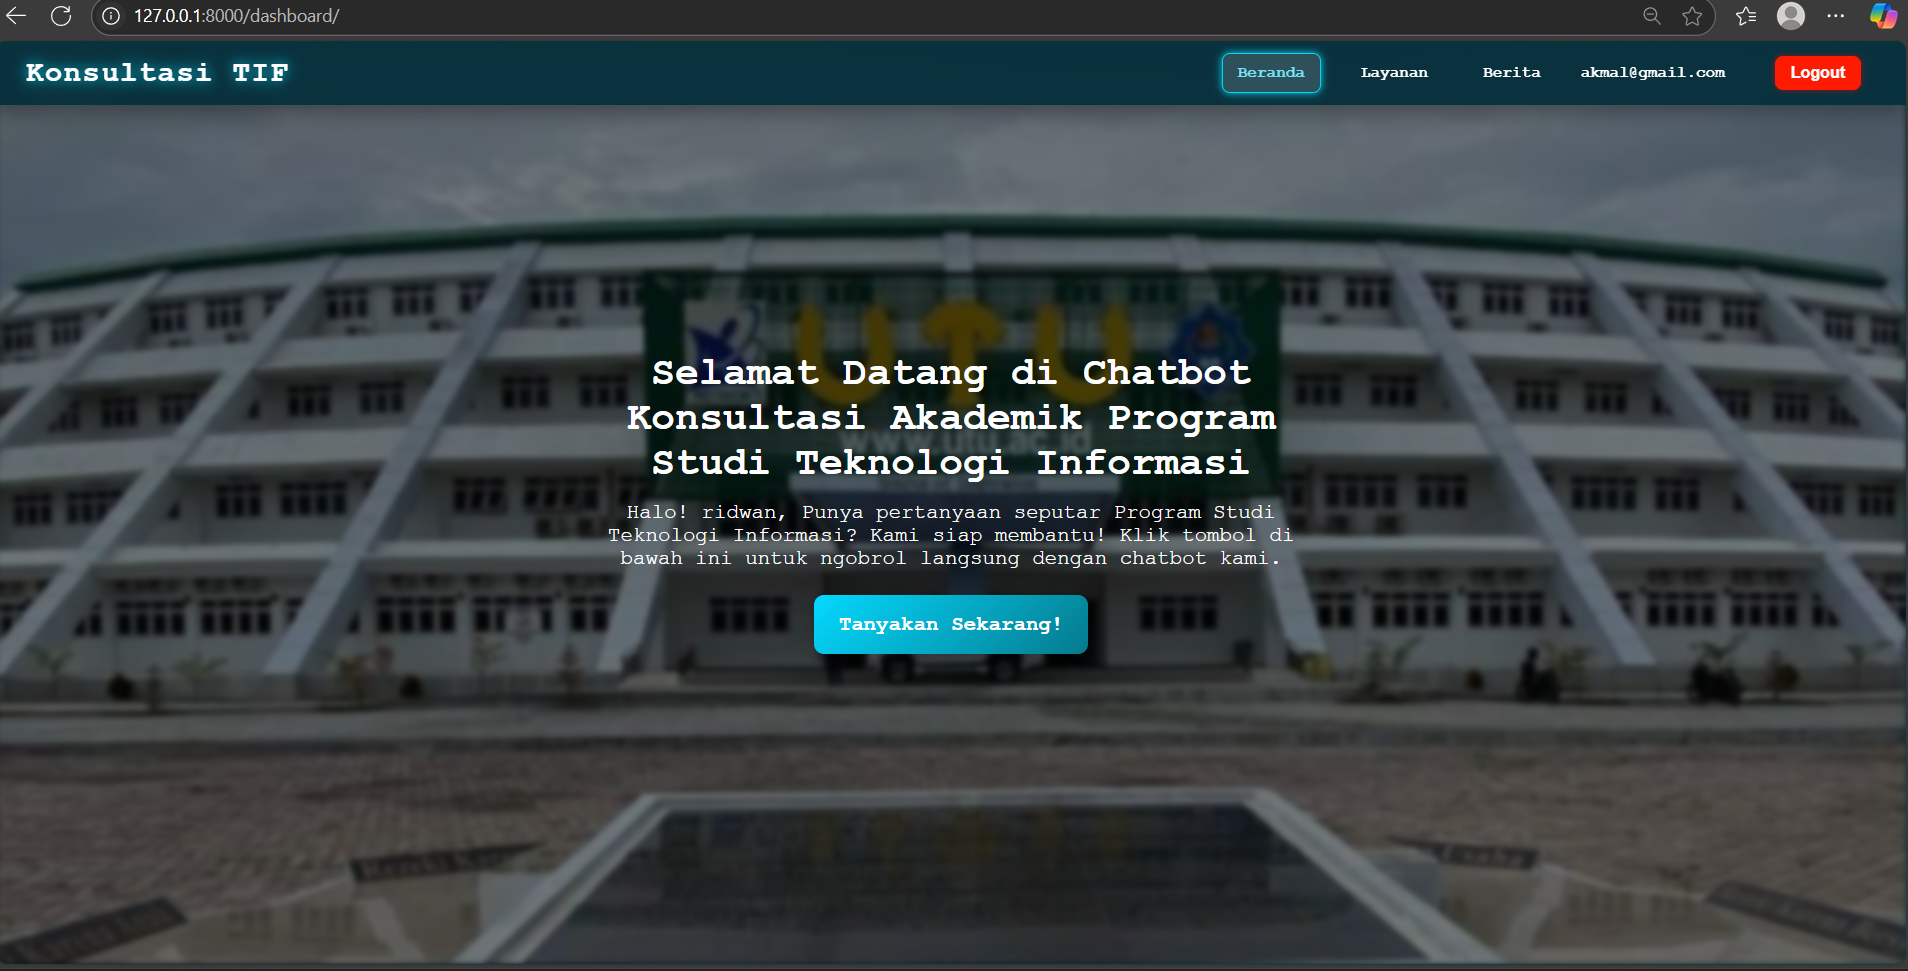 127.0.0.1:8000/dashboard/
Konsultasi TIF
Beranda
Layanan
Berita
akmal@gmail.com
Logout
UTU
www.utu.ac.id
Selamat Datang di Chatbot
Konsultasi Akademik Program
Studi Teknologi Informasi
Halo! ridwan, Punya pertanyaan seputar Program Studi
Teknologi Informasi? Kami siap membantu! Klik tombol di
bawah ini untuk ngobrol langsung dengan chatbot kami.
Tanyakan Sekarang!